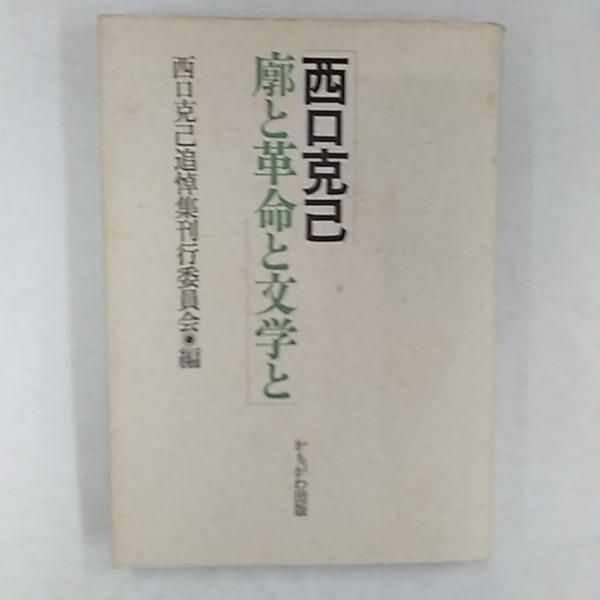 西口克己
廓と革命と文学と
西口克己追悼集刊行委員会・編
かもがわ出版